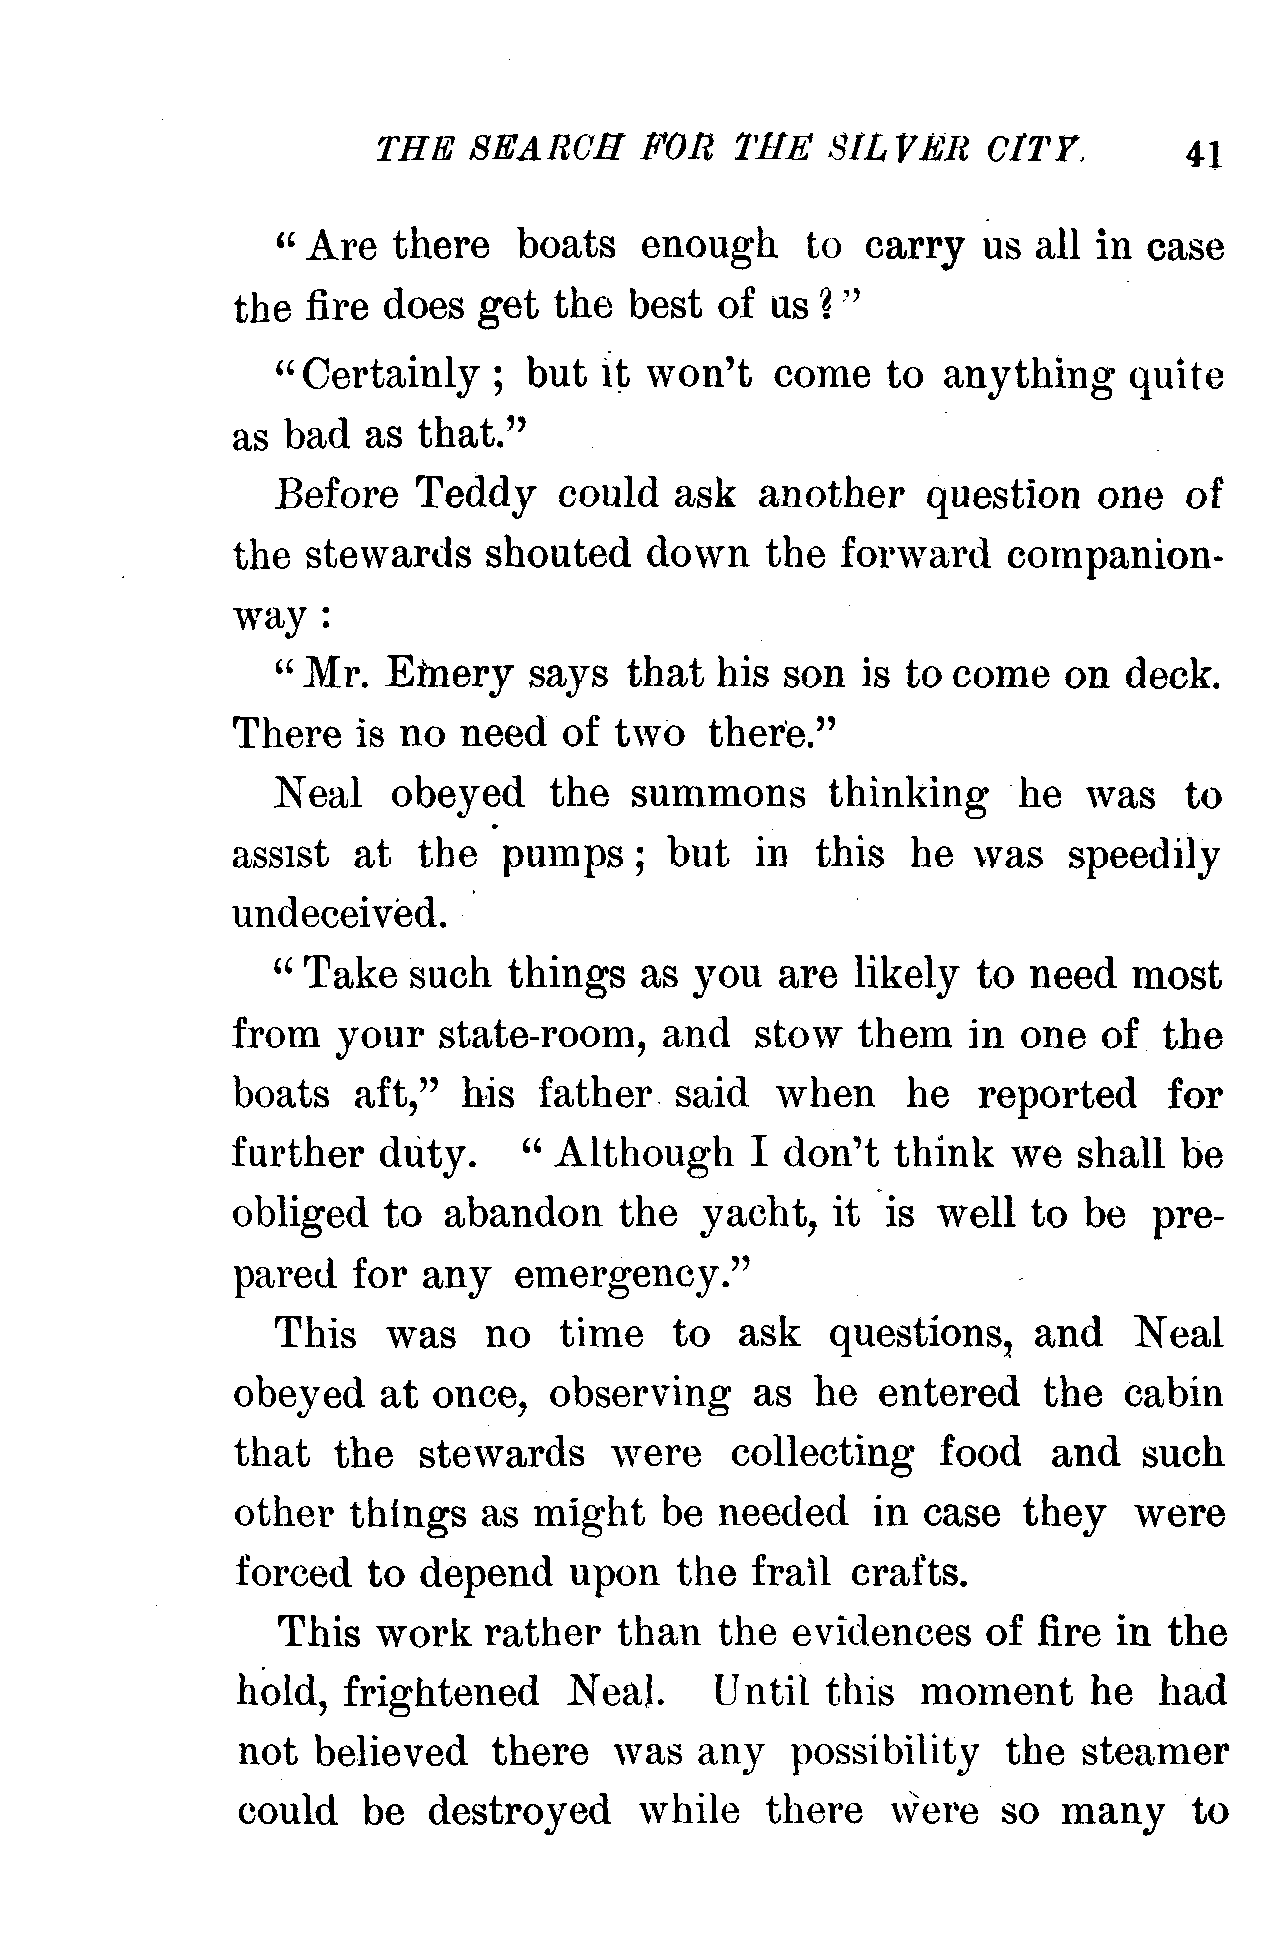 THE SEARCH FOR THE SILVER CITY. 41
" Are there boats enough to carry us all in case
the fire does get the best of us ? "
" Certainly ; but it won't come to anything quite
as bad as that."
Before Teddy could ask another question one of
the stewards shouted down the forward companion-
way :
" Mr. Emery says that his son is to come on deck.
There is no need of two there."
Neal obeyed the summons thinking he was to
assist at the pumps ; but in this he was speedily
undeceived.
" Take such things as you are likely to need most
from your state-room, and stow them in one of the
boats aft," his father said when he reported for
further duty. " Although I don't think we shall be
obliged to abandon the yacht, it is well to be pre-
pared for any emergency."
This was no time to ask questions, and Neal
obeyed at once, observing as he entered the cabin
that the stewards were collecting food and such
other things as might be needed in case they were
forced to depend upon the frail crafts.
This work rather than the evidences of fire in the
hold, frightened Neal. Until this moment he had
not believed there was any possibility the steamer
could be destroyed while there were so many to